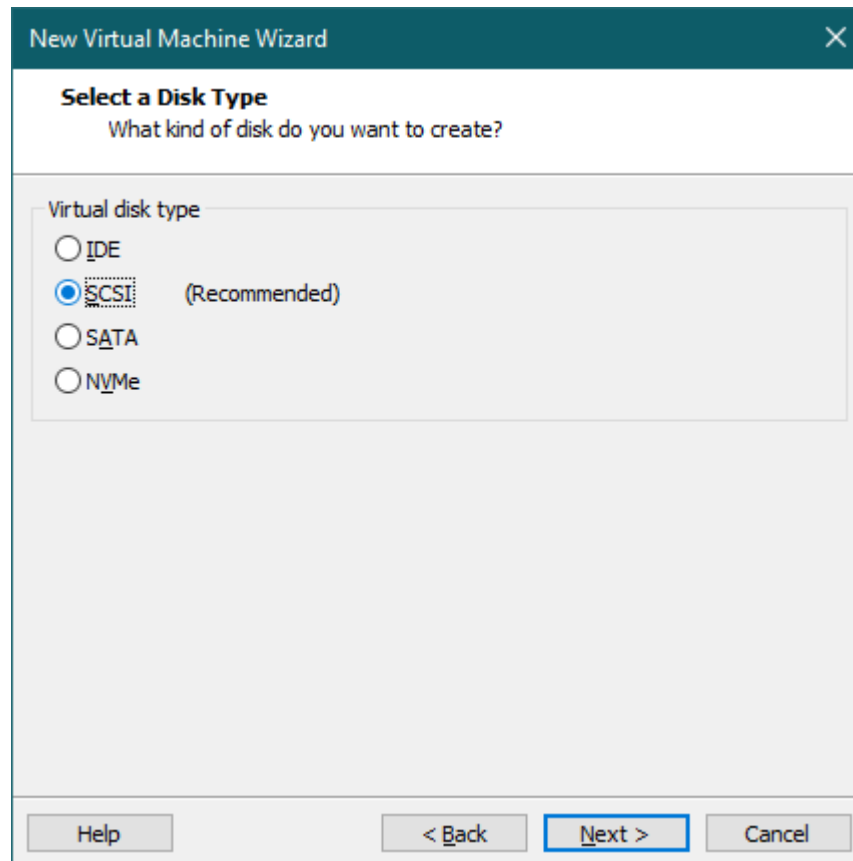 New Virtual Machine Wizard
Select a Disk Type
What kind of disk do you want to create?
Virtual disk type
IDE
SCSI (Recommended)
SATA
NVMe
Help < Back Next > Cancel